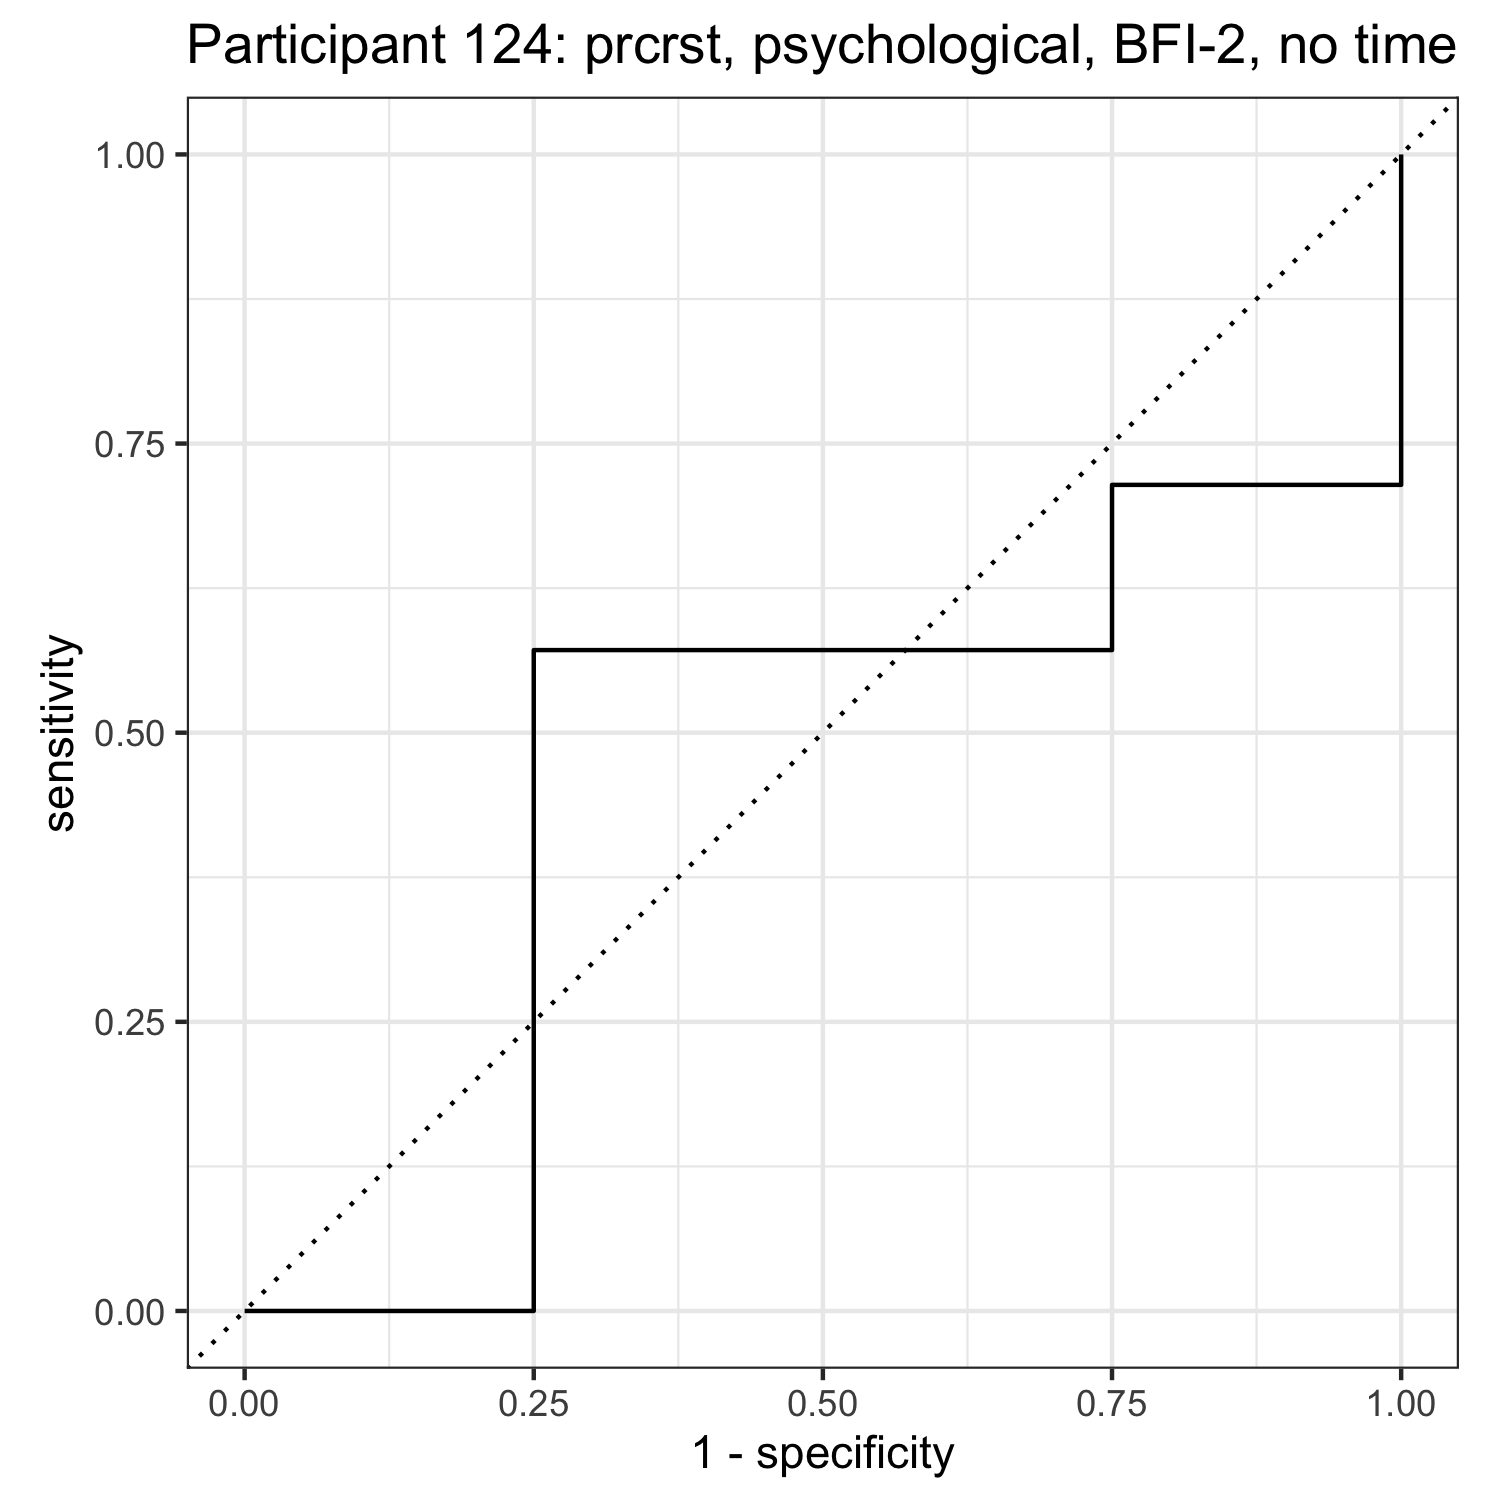 Participant 124: prcrst, psychological, BFI-2, no time
1.00
0.75
0.50
0.25
0.00
sensitivity
0.00 0.25 0.50 0.75 1.00
1 - specificity